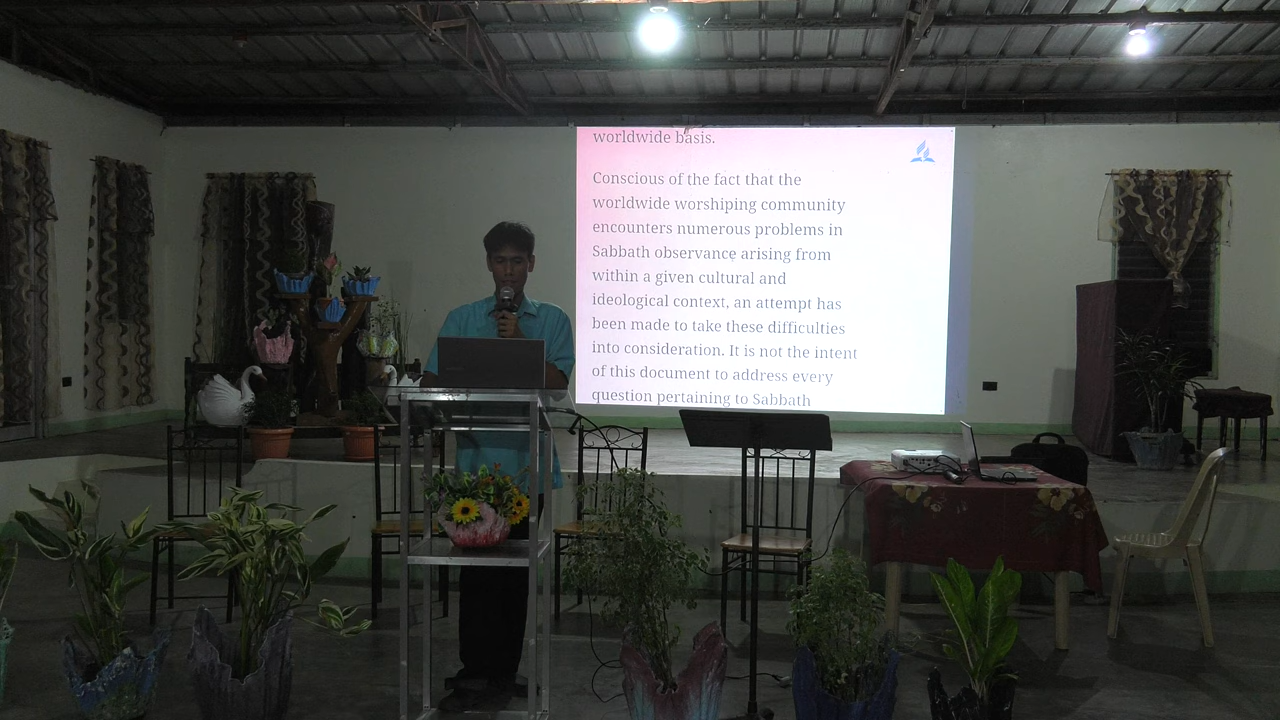 worldwide basis.
Conscious of the fact that the
worldwide worshiping community
encounters numerous problems in
Sabbath observance arising from
within a given cultural and
ideological context, an attempt has
been made to take these difficulties
into consideration. It is not the intent
of this document to address every
question pertaining to Sabbath